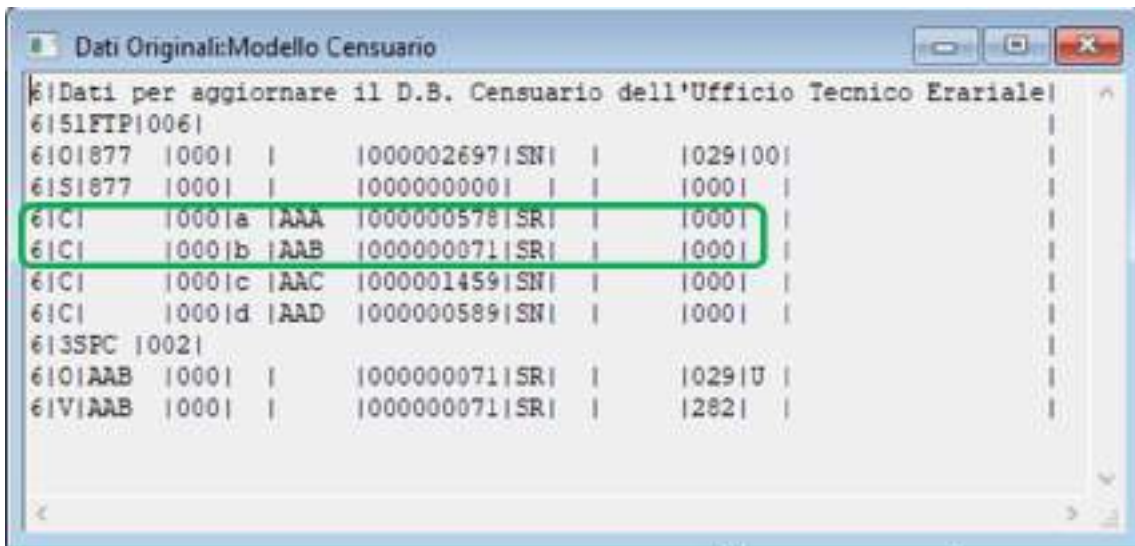 Dati Originali:Modello Censuario
6|Dati per aggiornare il D.B. Censuario dell'Ufficio Tecnico Erariale|
6|51FTP|006| |
6|O|877 |000| | |000002697|SN| | |029|00| |
6|S|877 |000| | |000000000| | | |000| | |
6|C| |000|a |AAA |000000578|SR| | |000| | |
6|C| |000|b |AAB |000000071|SR| | |000| | |
6|C| |000|c |AAC |000001459|SN| | |000| | |
6|C| |000|d |AAD |000000589|SN| | |000| | |
6|3SPC |002| |
6|O|AAB |000| | |000000071|SR| | |029|U | |
6|V|AAB |000| | |000000071|SR| | |282| | |